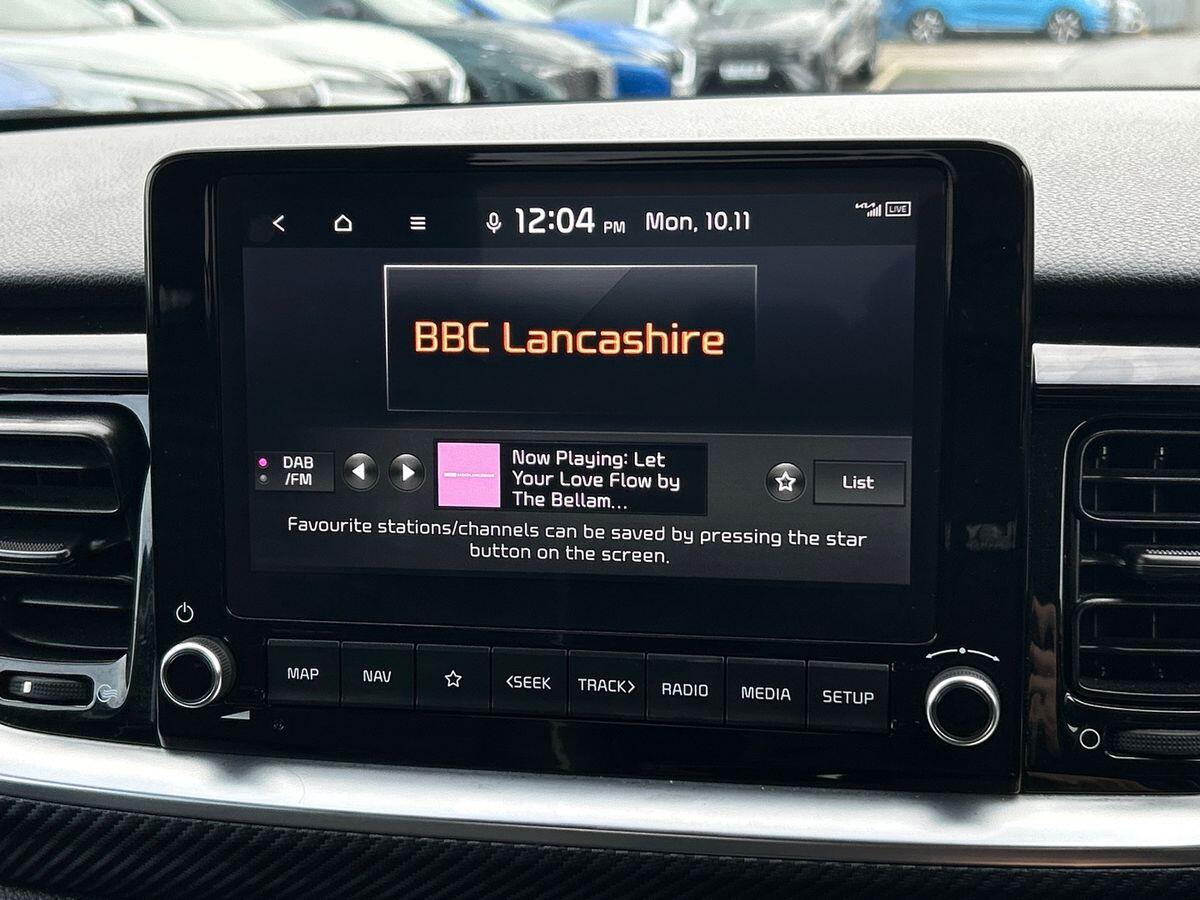 12:04 PM Mon, 10.11
KIA LIVE
BBC Lancashire
DAB
/FM
Now Playing: Let
Your Love Flow by
The Bellam...
List
Favourite stations/channels can be saved by pressing the star
button on the screen.
MAP NAV <SEEK TRACK> RADIO MEDIA SETUP